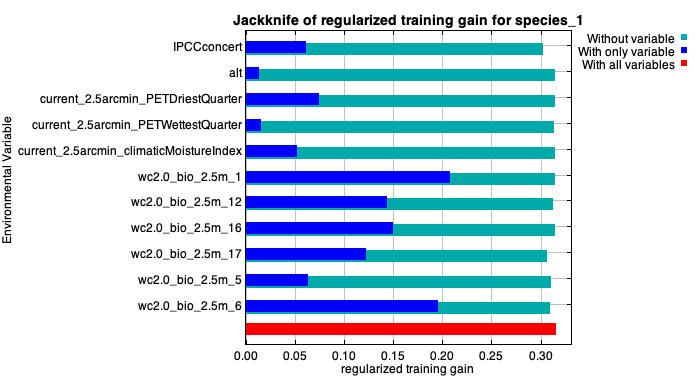 Jackknife of regularized training gain for species_1
Without variable
With only variable
With all variables
Environmental Variable
IPCCconcert
alt
current_2.5arcmin_PETDriestQuarter
current_2.5arcmin_PETWettestQuarter
current_2.5arcmin_climaticMoistureIndex
wc2.0_bio_2.5m_1
wc2.0_bio_2.5m_12
wc2.0_bio_2.5m_16
wc2.0_bio_2.5m_17
wc2.0_bio_2.5m_5
wc2.0_bio_2.5m_6
0.00 0.05 0.10 0.15 0.20 0.25 0.30
regularized training gain